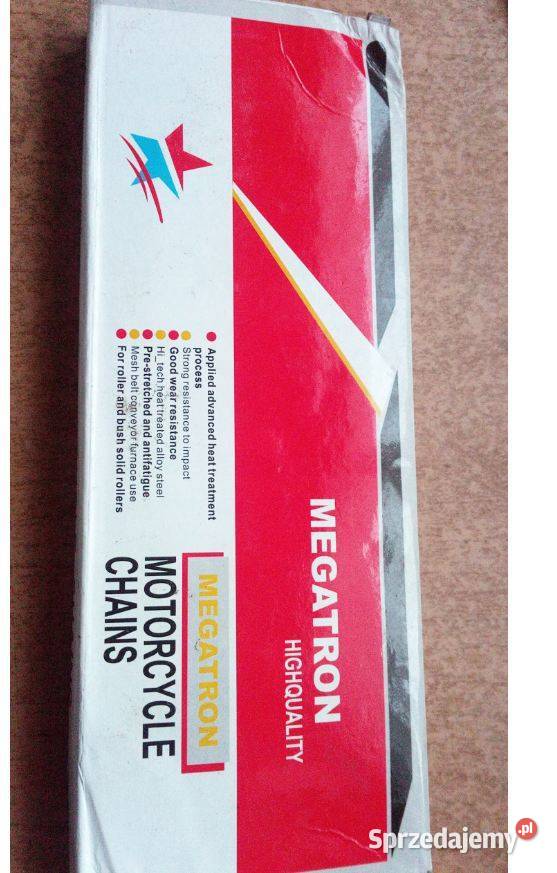 MEGATRON
HIGHQUALITY
Applied advanced heat treatment
process
Strong resistance to impact
Good wear resistance
Hi_tech heat treated alloy steel
Pre-stretched and antifatigue
Mesh belt conveyor furnace use
For roller and bush solid rollers
MEGATRON
MOTORCYCLE
CHAINS
Sprzedajemy.pl